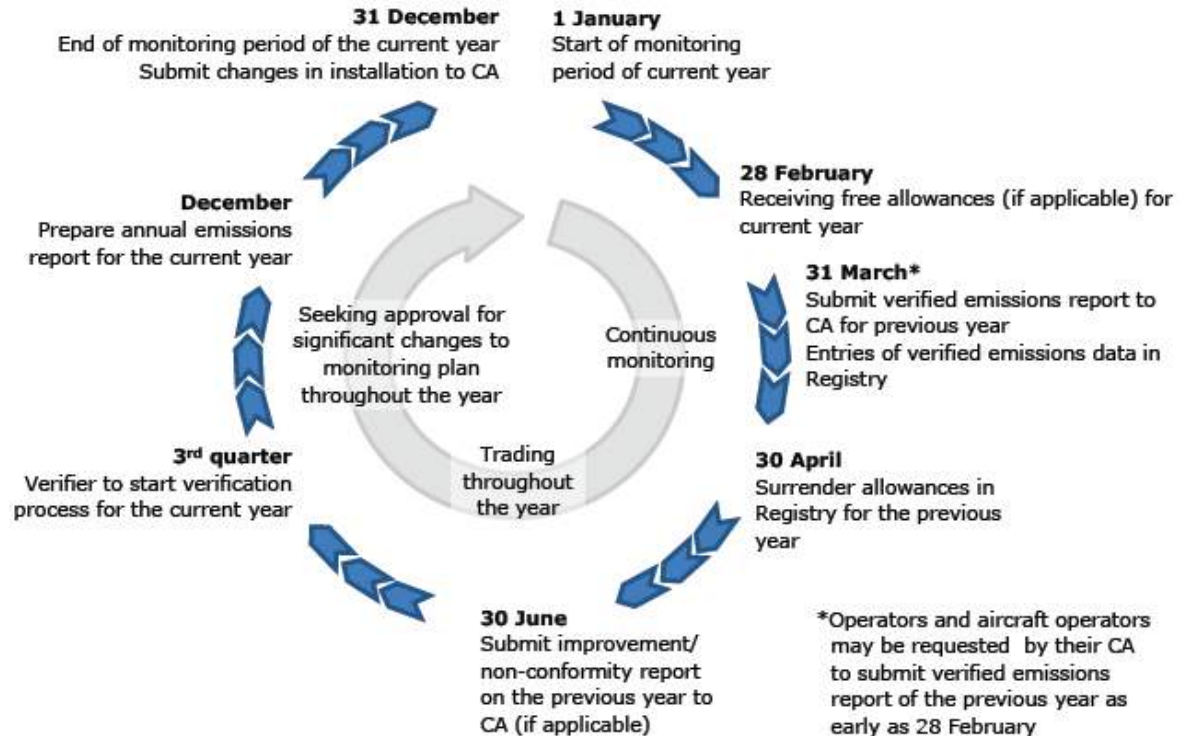 31 December
End of monitoring period of the current year
Submit changes in installation to CA
1 January
Start of monitoring
period of current year
28 February
Receiving free allowances (if applicable) for
current year
31 March*
Submit verified emissions report to
CA for previous year
Entries of verified emissions data in
Registry
30 April
Surrender allowances in
Registry for the previous
year
30 June
Submit improvement/
non-conformity report
on the previous year to
CA (if applicable)
3rd quarter
Verifier to start verification
process for the current year
December
Prepare annual emissions
report for the current year
Seeking approval for
significant changes to
monitoring plan
throughout the year
Continuous
monitoring
Trading
throughout
the year
*Operators and aircraft operators
may be requested by their CA
to submit verified emissions
report of the previous year as
early as 28 February